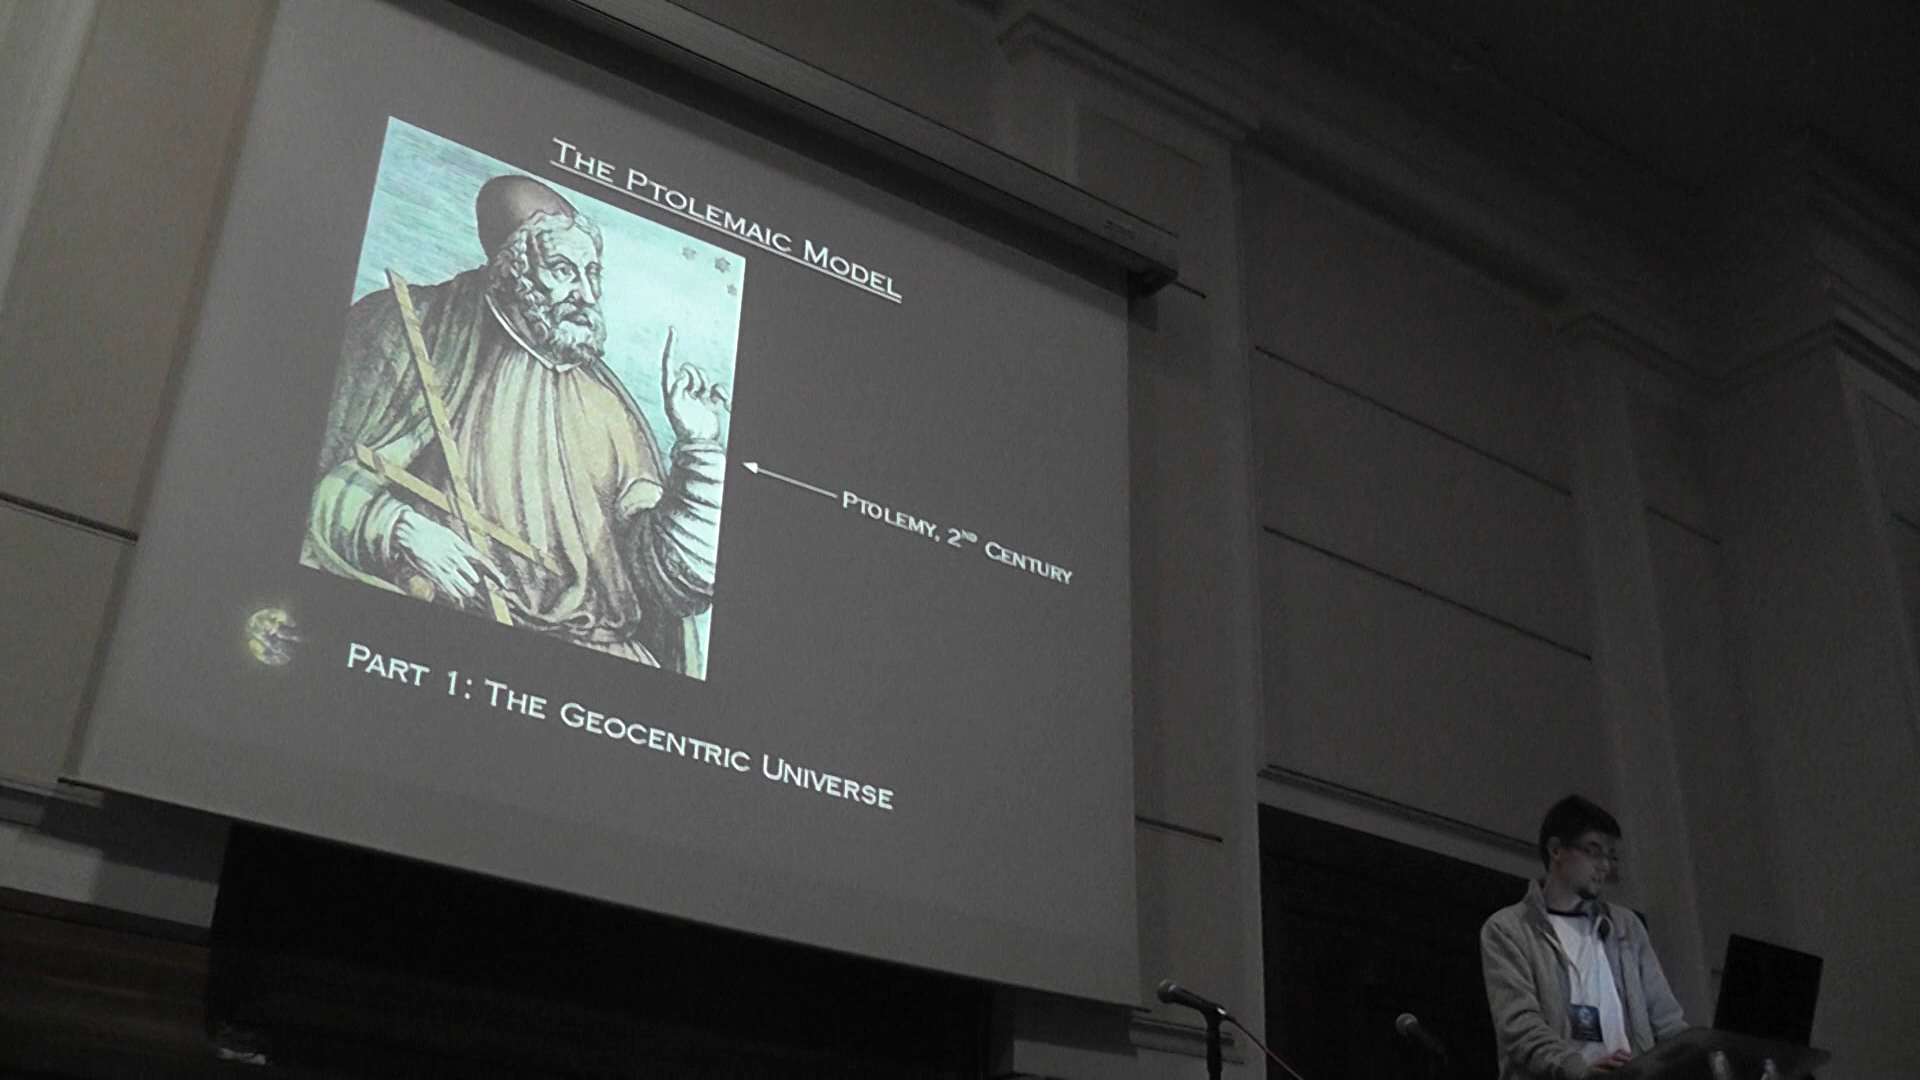 The Ptolemaic Model
Ptolemy, 2nd Century
Part 1: The Geocentric Universe